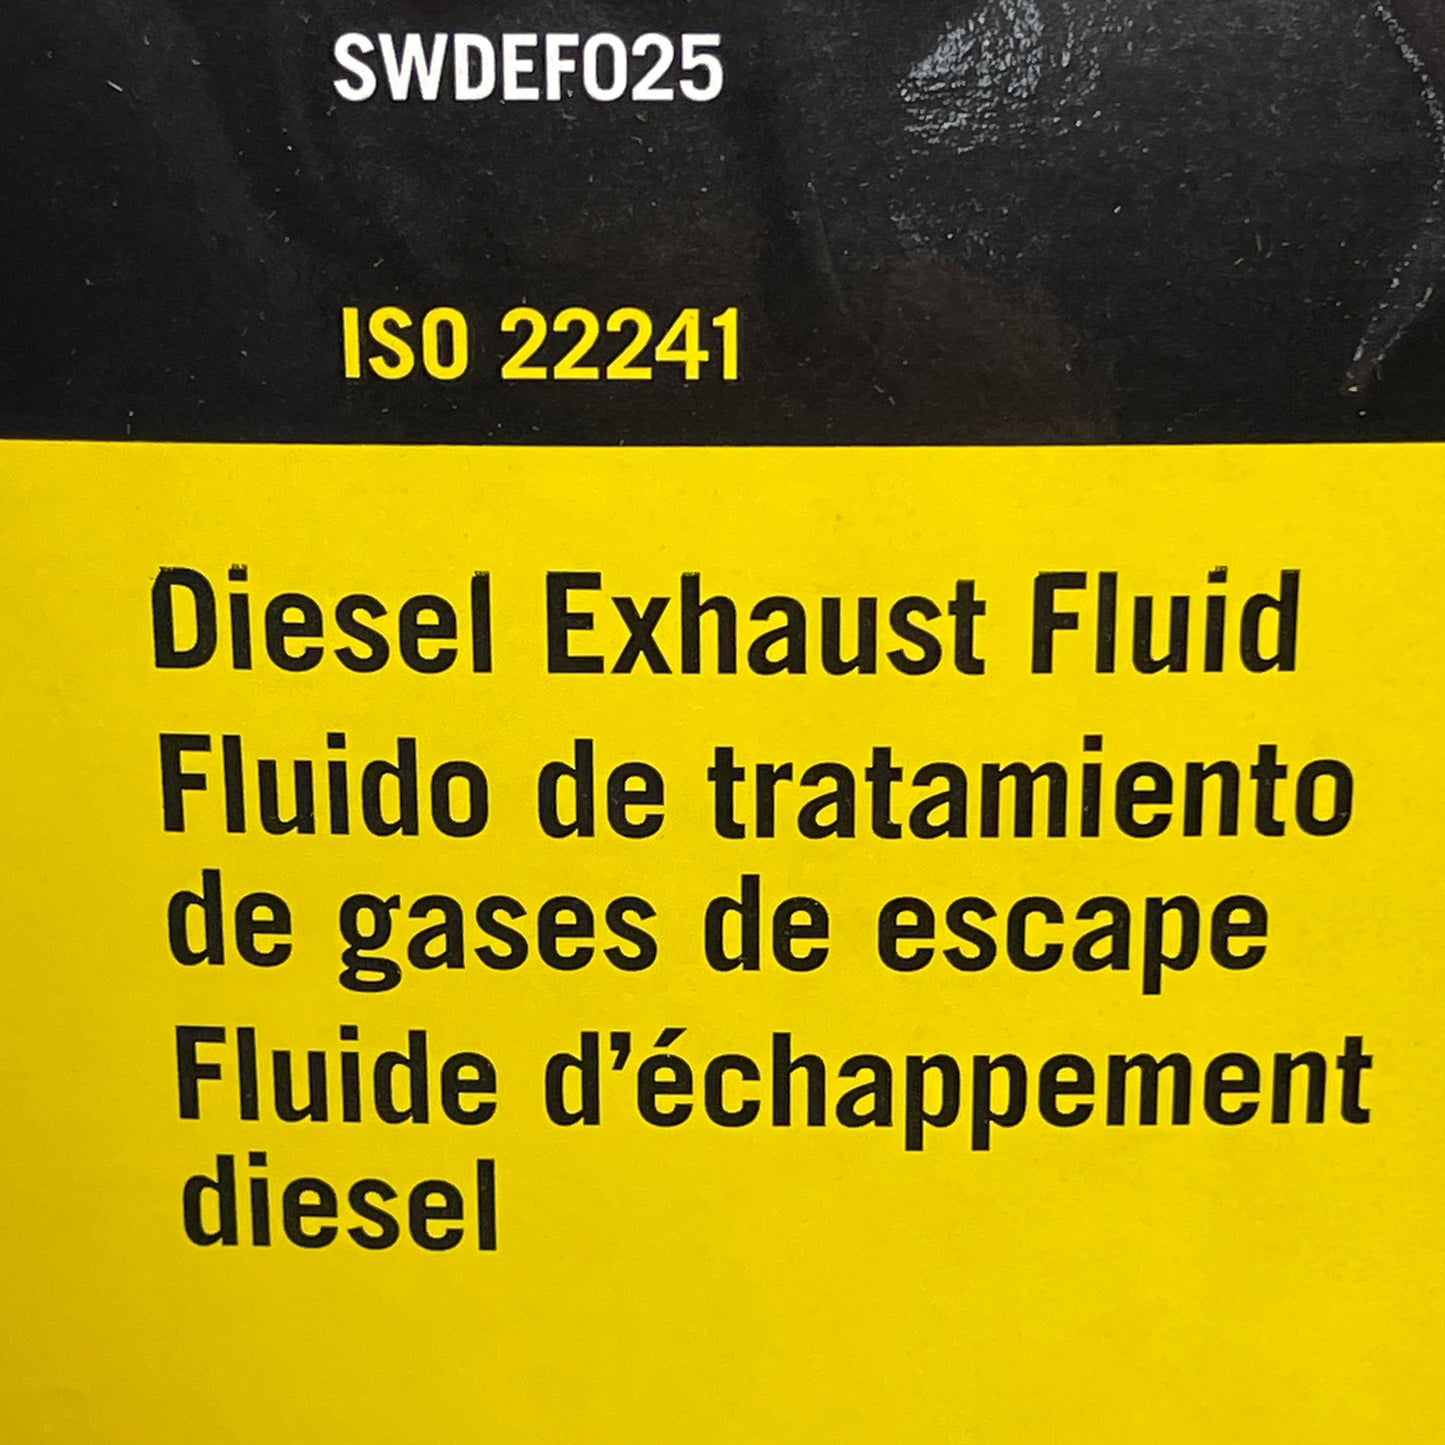 SWDEF025
ISO 22241
Diesel Exhaust Fluid
Fluido de tratamiento
de gases de escape
Fluide d’échappement
diesel